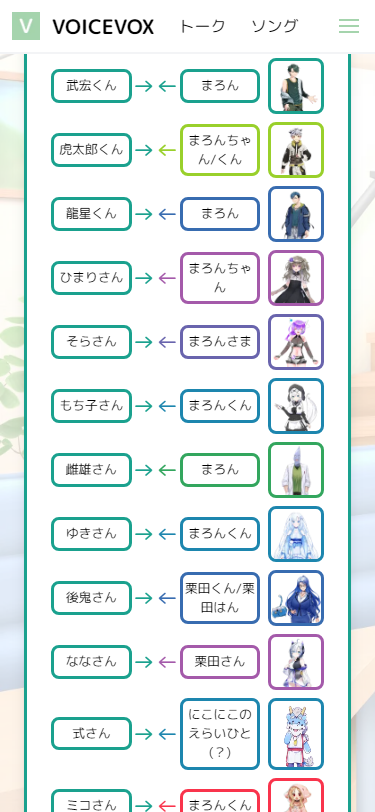 V VOICEVOX トーク ソング
武宏くん まろん
虎太郎くん まろんちゃ
ん/くん
龍星くん まろん
ひまりさん まろんちゃ
ん
そらさん まろんさま
もち子さん まろんくん
雌雄さん まろん
ゆきさん まろんくん
後鬼さん 栗田くん/栗
田はん
ななさん 栗田さん
式さん にこにこの
えらいひと
(？)
ミコさん まろんくん